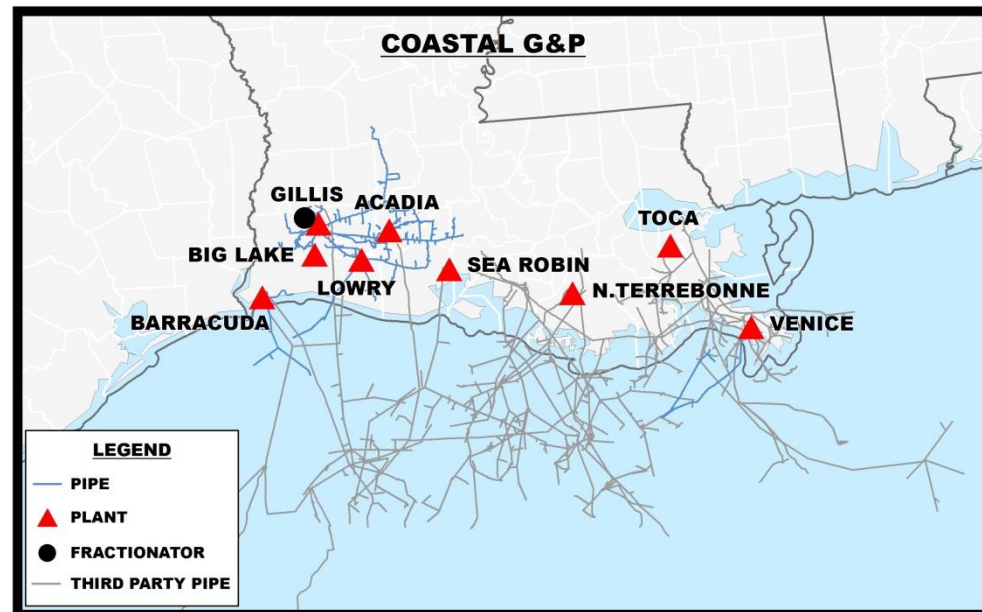 COASTAL G&P
GILLIS
ACADIA
TOCA
BIG LAKE
SEA ROBIN
LOWRY
N.TERREBONNE
BARRACUDA
VENICE
LEGEND
PIPE
PLANT
FRACTIONATOR
THIRD PARTY PIPE